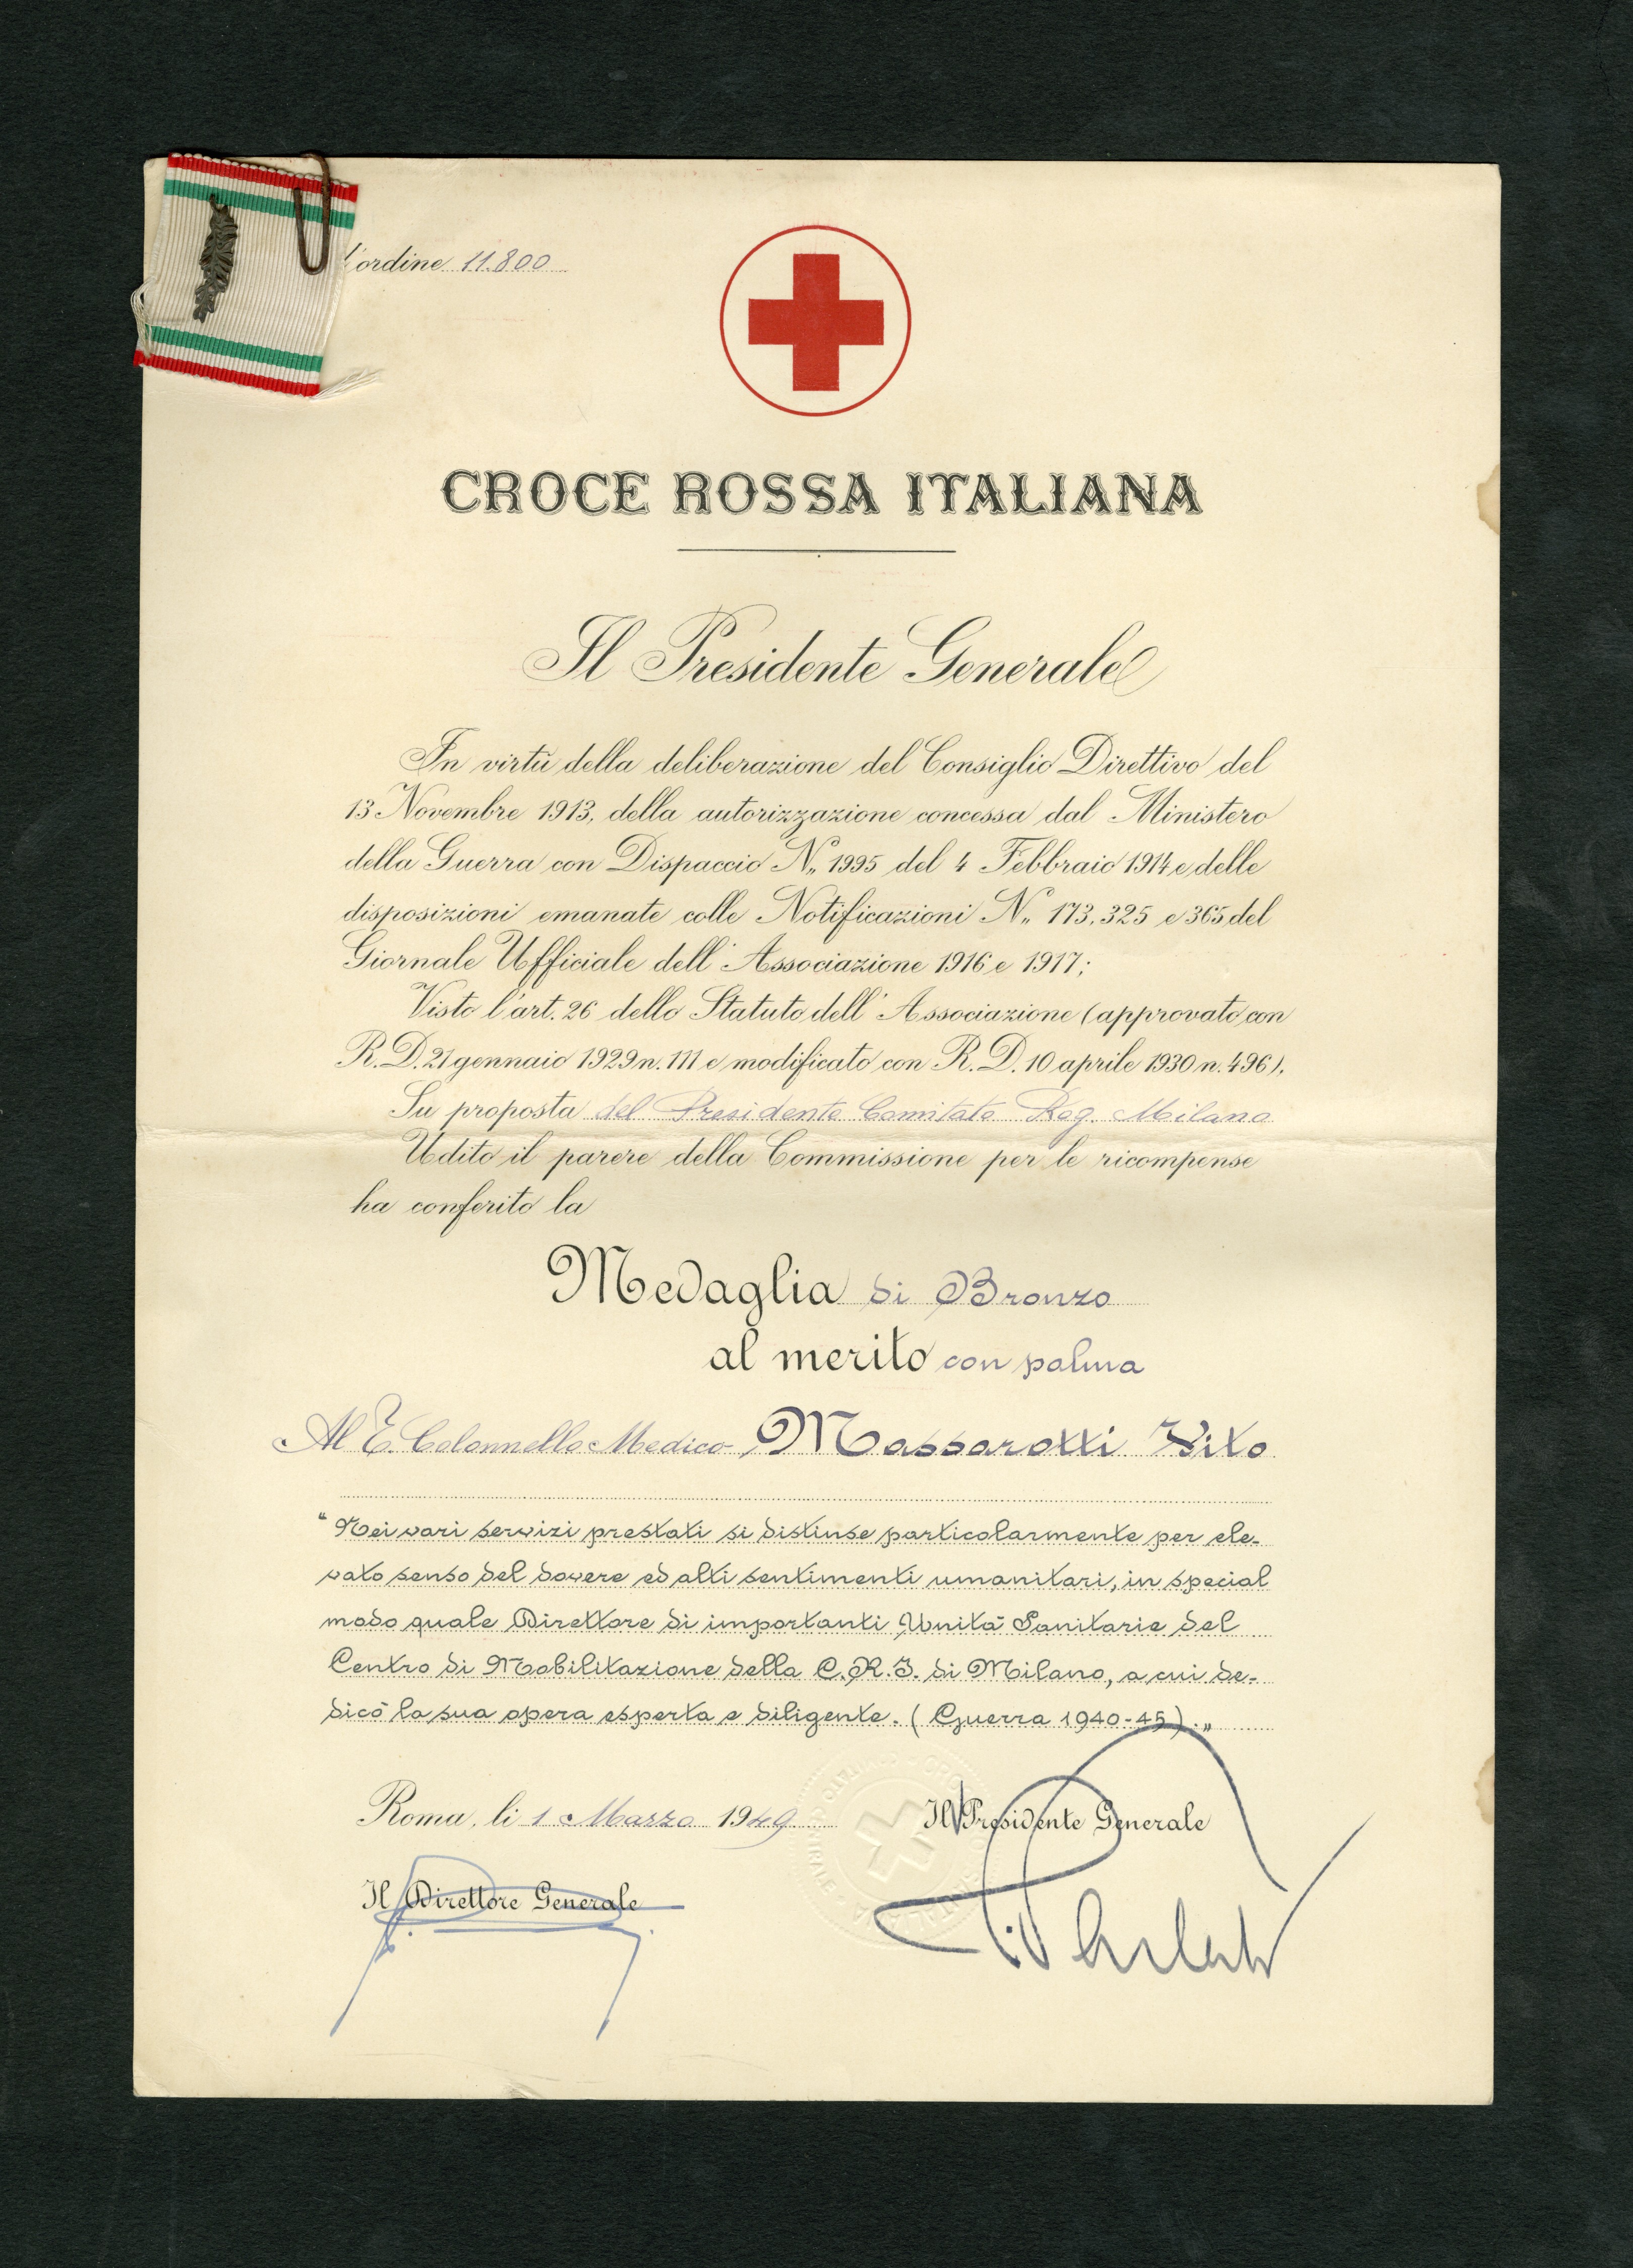 l'ordine 11.800
CROCE ROSSA ITALIANA
Il Presidente Generale
In virtù della deliberazione del Consiglio Direttivo del
13 Novembre 1913, della autorizzazione concessa dal Ministero
della Guerra con Dispaccio N,, 1995 del 4 Febbraio 1914 e delle
disposizioni emanate colle Notificazioni N,, 173, 325 e 365 del
Giornale Ufficiale dell'Associazione 1916 e 1917;
Visto l'art. 26 dello Statuto dell'Associazione (approvato con
R. D. 21 gennaio 1929 n. 111 e modificato con R. D. 10 aprile 1930 n. 496).
Su proposta del Presidente Comitato Reg. Milano
Udito il parere della Commissione per le ricompense
ha conferito la
Medaglia di Bronzo
al merito con palma
Al T. Colonnello Medico Massarotti Vito
"Nei vari servizi prestati si distinse particolarmente per ele-
vato senso del dovere ed alti sentimenti umanitari, in special
modo quale Direttore di importanti Unità Sanitarie del
Centro di Mobilitazione della C.R.I. di Milano, a cui de-
dicò la sua opera esperta e diligente. (Guerra 1940-45)."
Roma, li 1 Marzo 1949
Il Presidente Generale
Il Direttore Generale